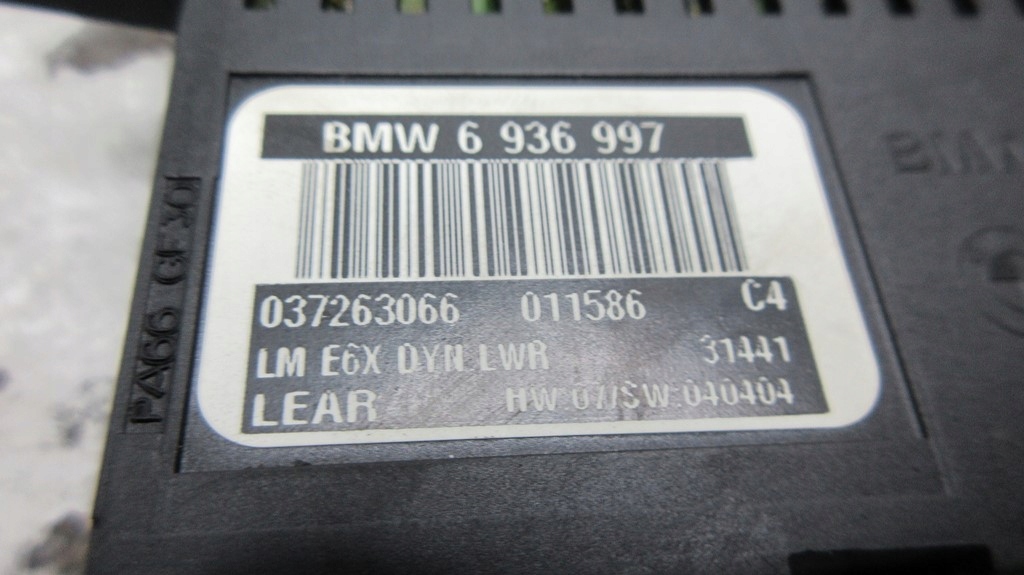 BMW 6 936 997
037263066 011586 C4
LM E6X DYN LWR 31441
LEAR HW:07/SW:040404
PA66 GF30
BMW